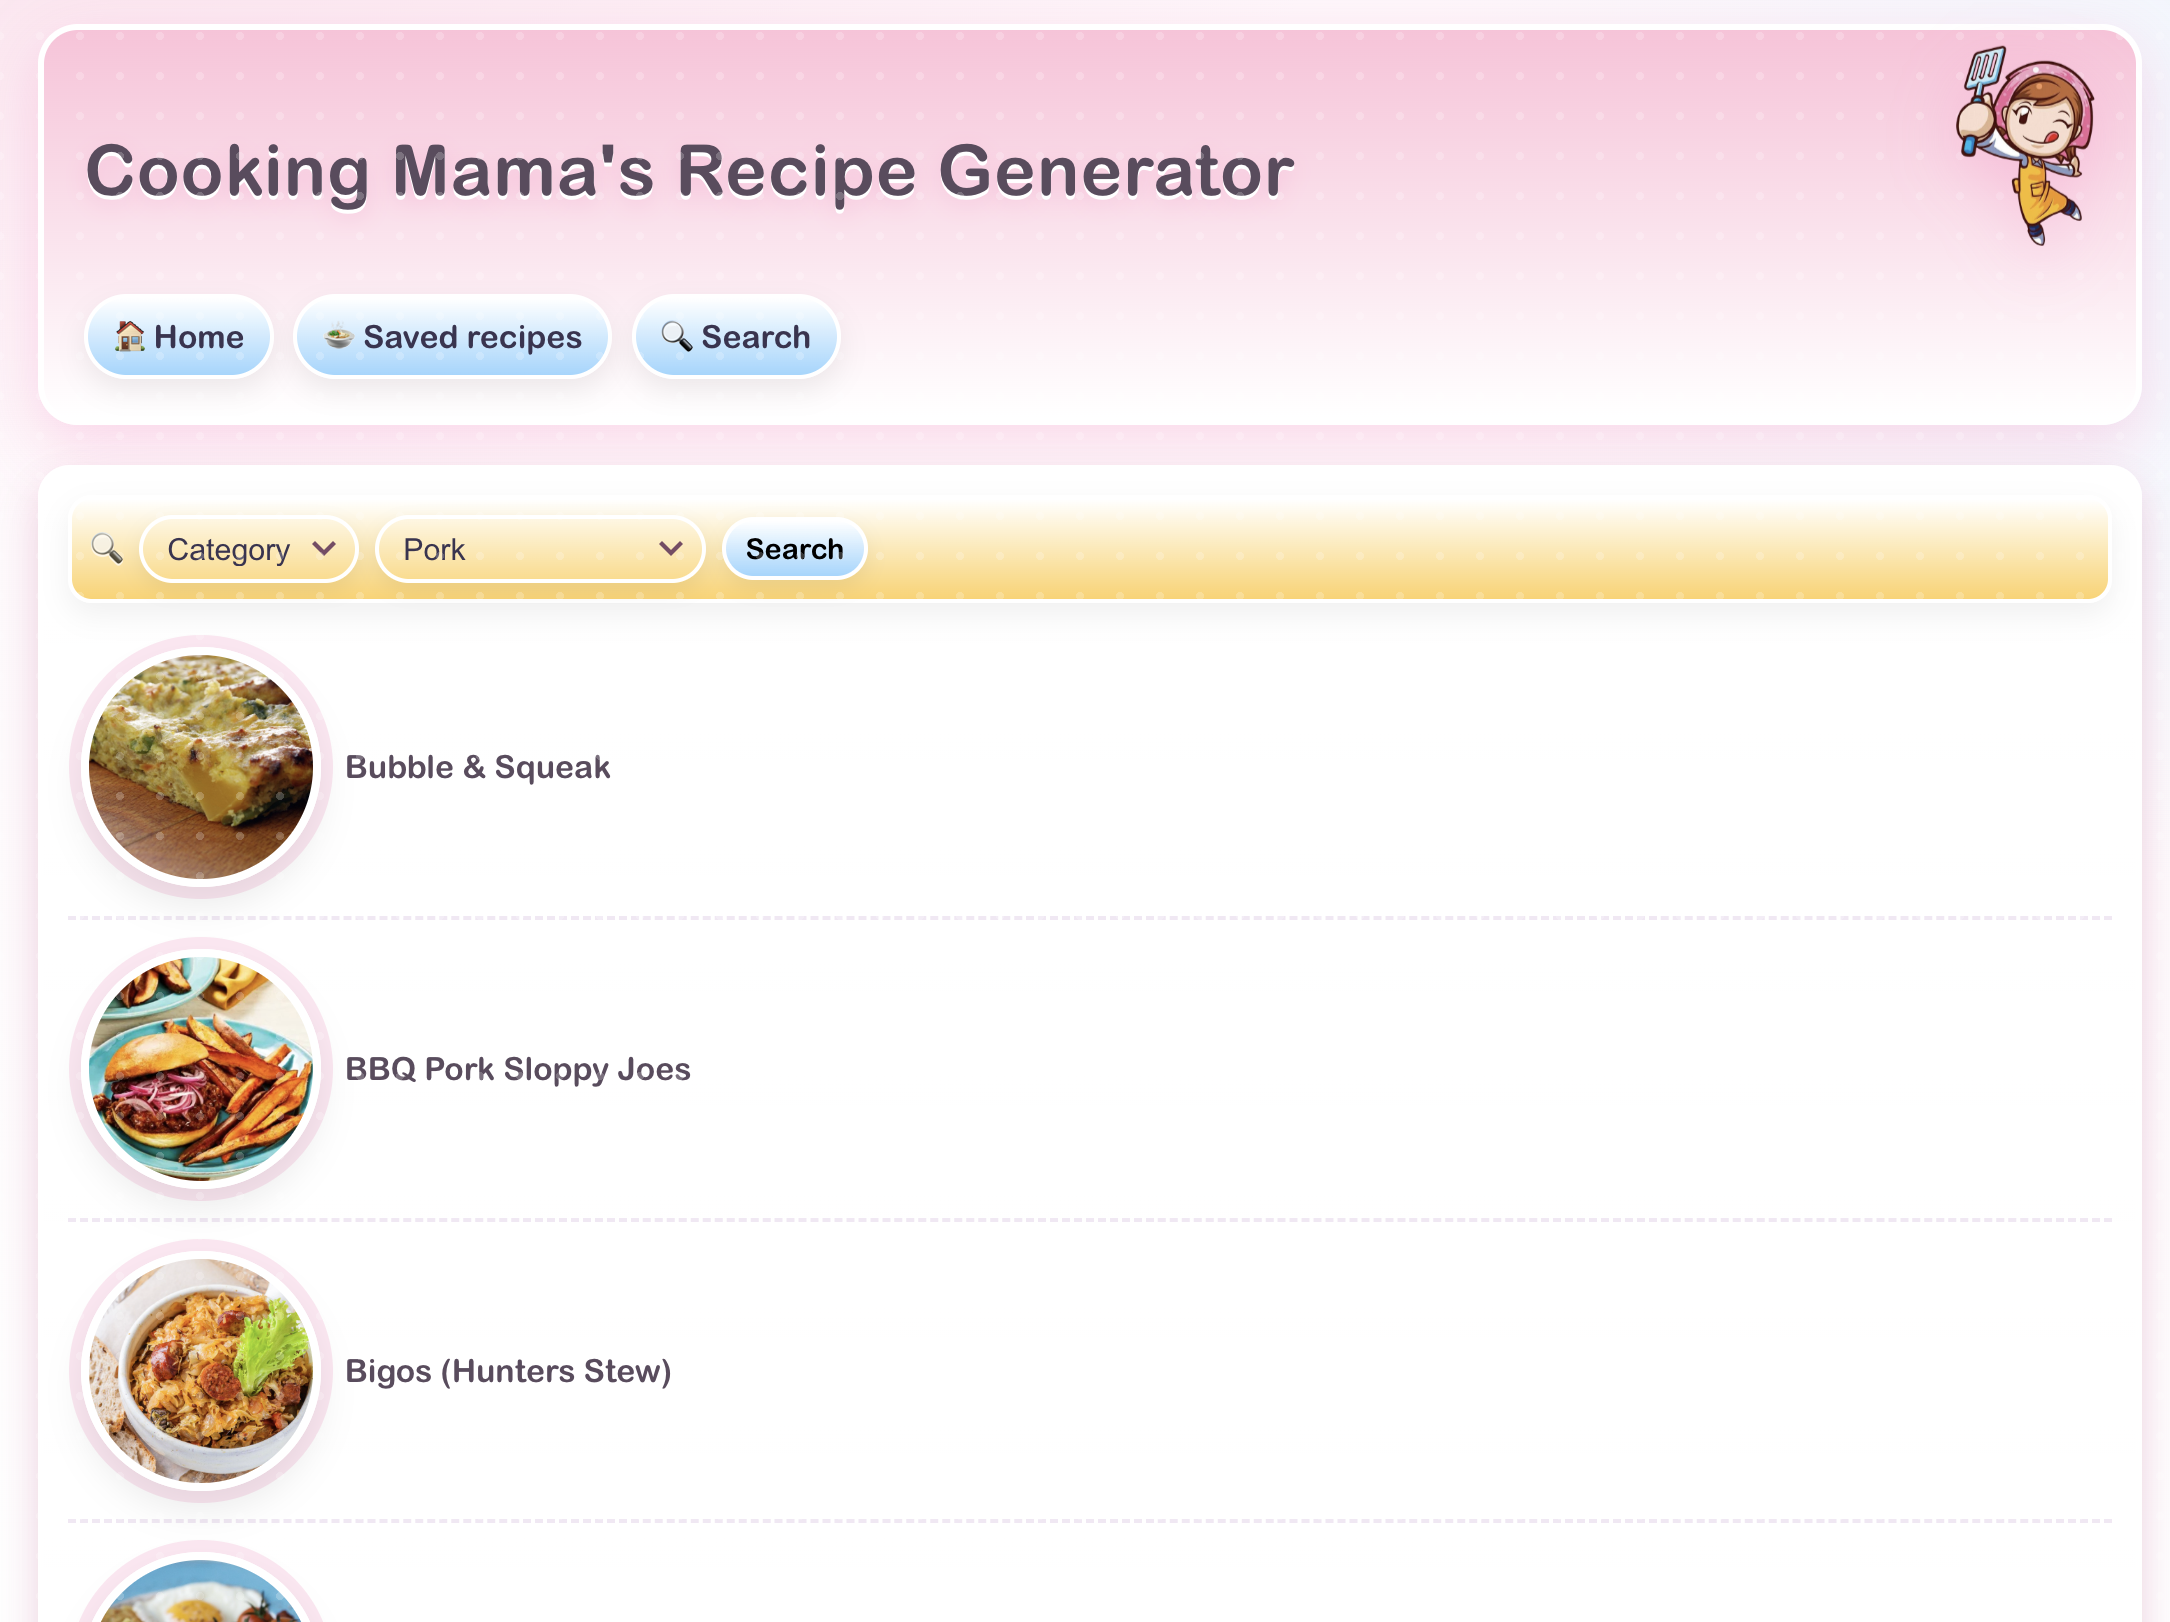 Cooking Mama's Recipe Generator
Home
Saved recipes
Search
Category
Pork
Search
Bubble & Squeak
BBQ Pork Sloppy Joes
Bigos (Hunters Stew)